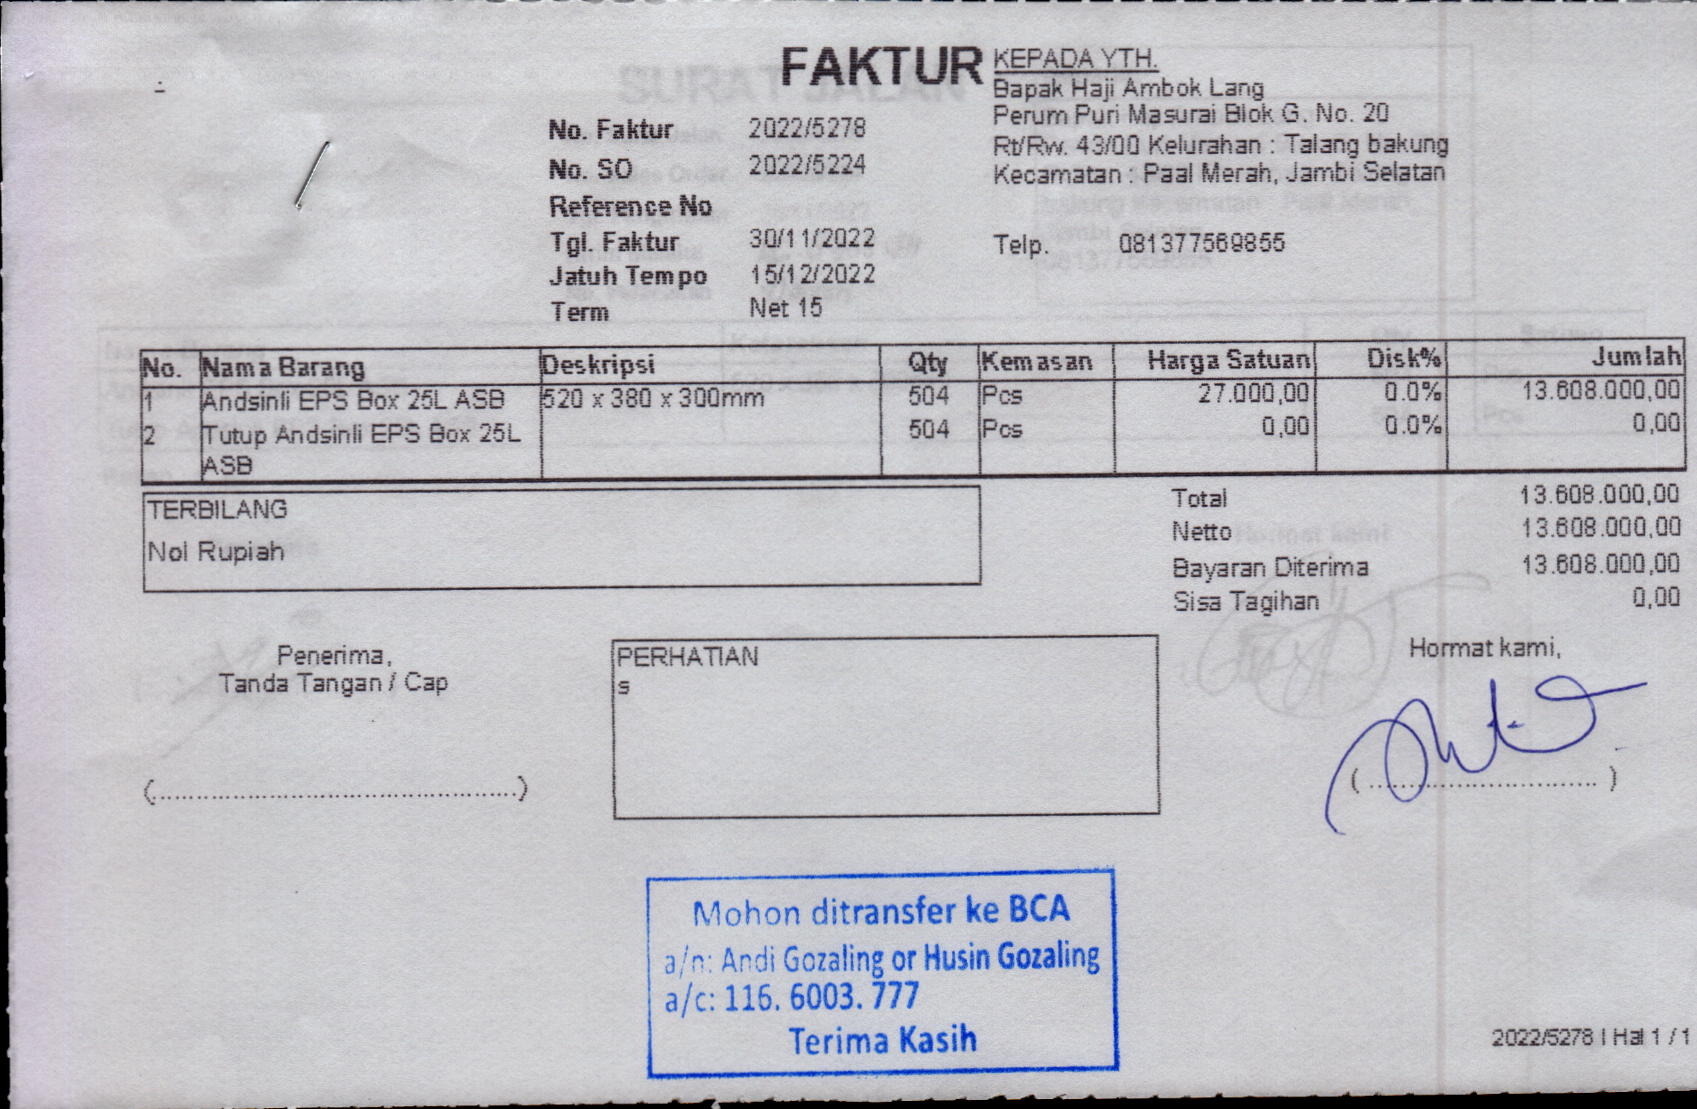 FAKTUR
KEPADA YTH.
Bapak Haji Ambok Lang
Perum Puri Masurai Blok G. No. 20
Rt/Rw. 43/00 Kelurahan : Talang bakung
Kecamatan : Paal Merah, Jambi Selatan
Telp. 081377569855
No. Faktur 2022/5278
No. SO 2022/5224
Reference No
Tgl. Faktur 30/11/2022
Jatuh Tempo 15/12/2022
Term Net 15
No. Nama Barang Deskripsi Qty Kemasan Harga Satuan Disk% Jumlah
1 Andsinli EPS Box 25L ASB 520 x 380 x 300mm 504 Pcs 27.000,00 0.0% 13.608.000,00
2 Tutup Andsinli EPS Box 25L 504 Pcs 0,00 0.0% 0,00
ASB
TERBILANG
Nol Rupiah
Total 13.608.000,00
Netto 13.608.000,00
Bayaran Diterima 13.608.000,00
Sisa Tagihan 0,00
Penerima,
Tanda Tangan / Cap
(................................................)
PERHATIAN
s
Hormat kami,
(..............................)
Mohon ditransfer ke BCA
a/n: Andi Gozaling or Husin Gozaling
a/c: 116. 6003. 777
Terima Kasih
2022/5278 | Hal 1 / 1